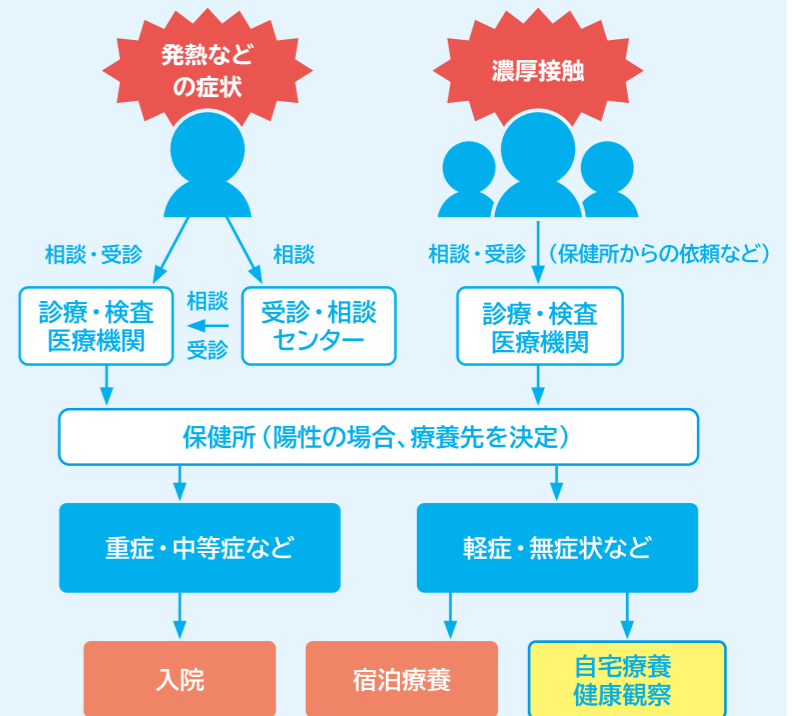 発熱など
の症状
濃厚接触
相談・受診
相談
相談・受診
（保健所からの依頼など）
診療・検査
医療機関
相談
受診
受診・相談
センター
診療・検査
医療機関
保健所（陽性の場合、療養先を決定）
重症・中等症など
軽症・無症状など
入院
宿泊療養
自宅療養
健康観察